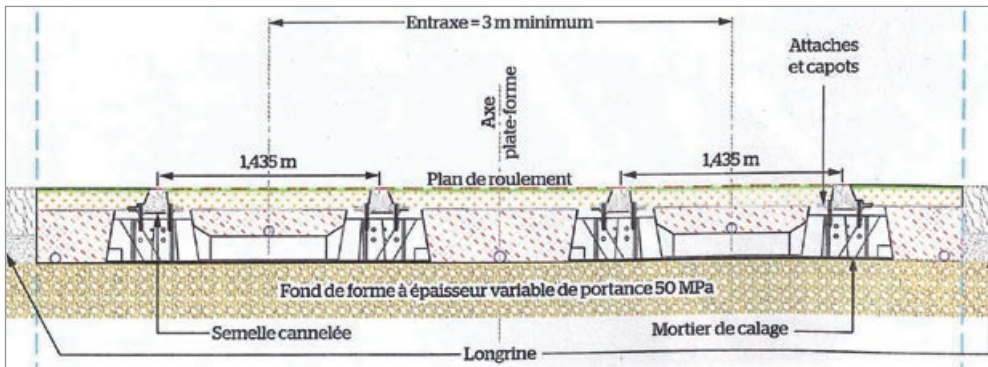 Entraxe = 3 m minimum
Attaches
et capots
Axe
plate-forme
1,435 m
1,435 m
Plan de roulement
Fond de forme à épaisseur variable de portance 50 MPa
Semelle cannelée
Mortier de calage
Longrine